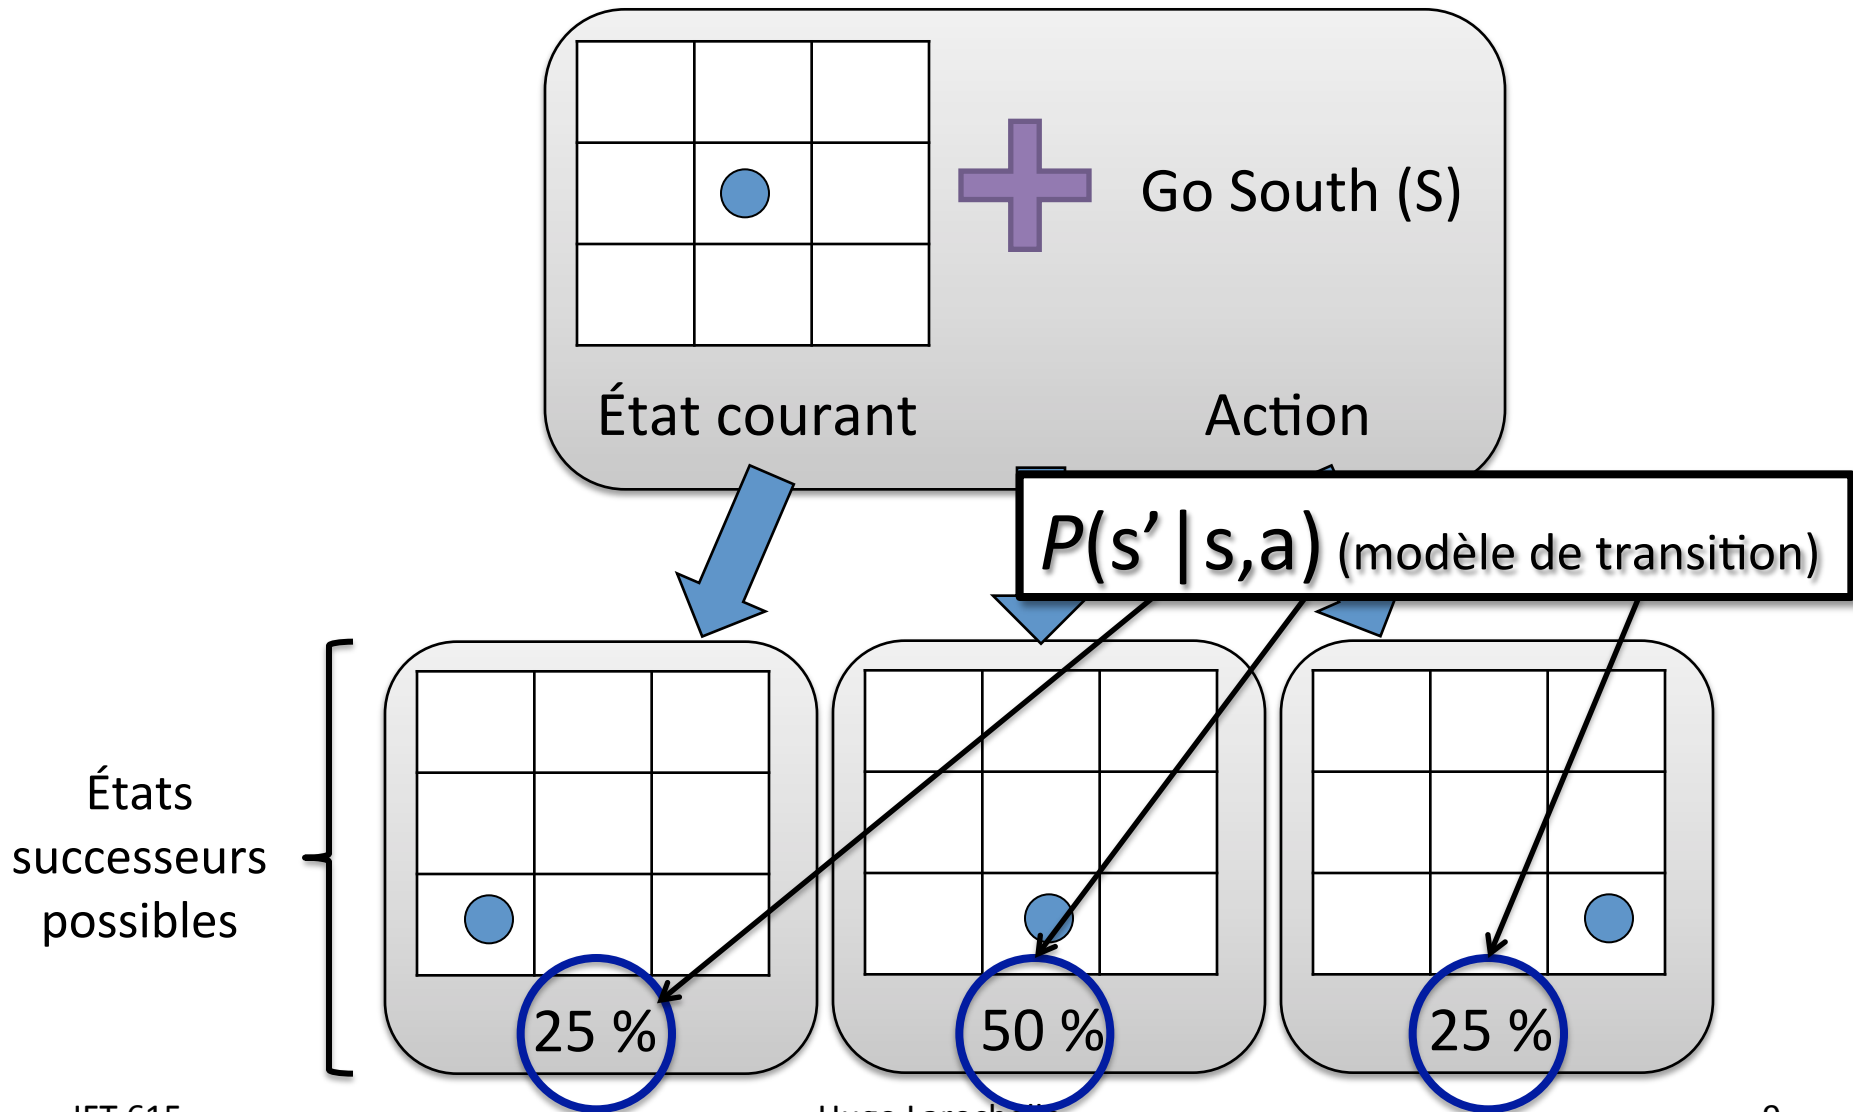 Go South (S)
État courant
Action
P(s'|s,a) (modèle de transition)
États
successeurs
possibles
25 %
50 %
25 %